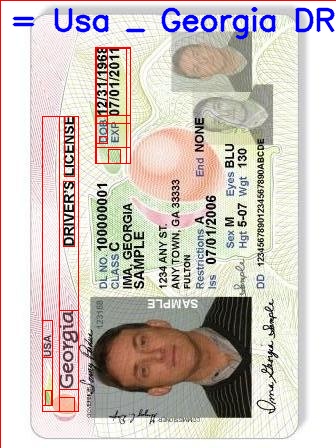 = Usa _ Georgia DR
USA
Georgia
DRIVER'S LICENSE
DL NO. 100000001
DOB 12/31/1968
CLASS C
EXP 07/01/2011
IMA, GEORGIA
SAMPLE
1234 ANY ST.
ANY TOWN, GA 33333
FULTON
Restrictions A
End NONE
Iss 07/01/2006
Sex M
Eyes BLU
Hgt 5-07
Wgt 130
DD 12345678901234567890ABCDE
SAMPLE
COMMISSIONER
Ima Georgia Sample